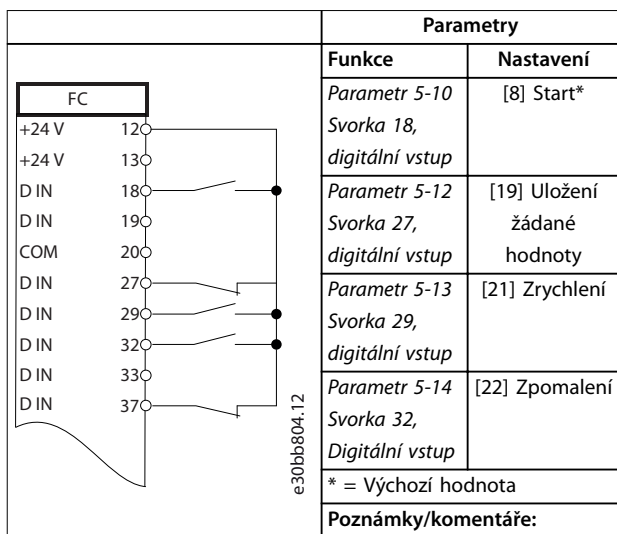 FC
+24 V 12
+24 V 13
D IN 18
D IN 19
COM 20
D IN 27
D IN 29
D IN 32
D IN 33
D IN 37
e30bb804.12
Parametry
Funkce Nastavení
Parametr 5-10 [8] Start*
Svorka 18,
digitální vstup
Parametr 5-12 [19] Uložení
Svorka 27, žádané
digitální vstup hodnoty
Parametr 5-13 [21] Zrychlení
Svorka 29,
digitální vstup
Parametr 5-14 [22] Zpomalení
Svorka 32,
Digitální vstup
* = Výchozí hodnota
Poznámky/komentáře: